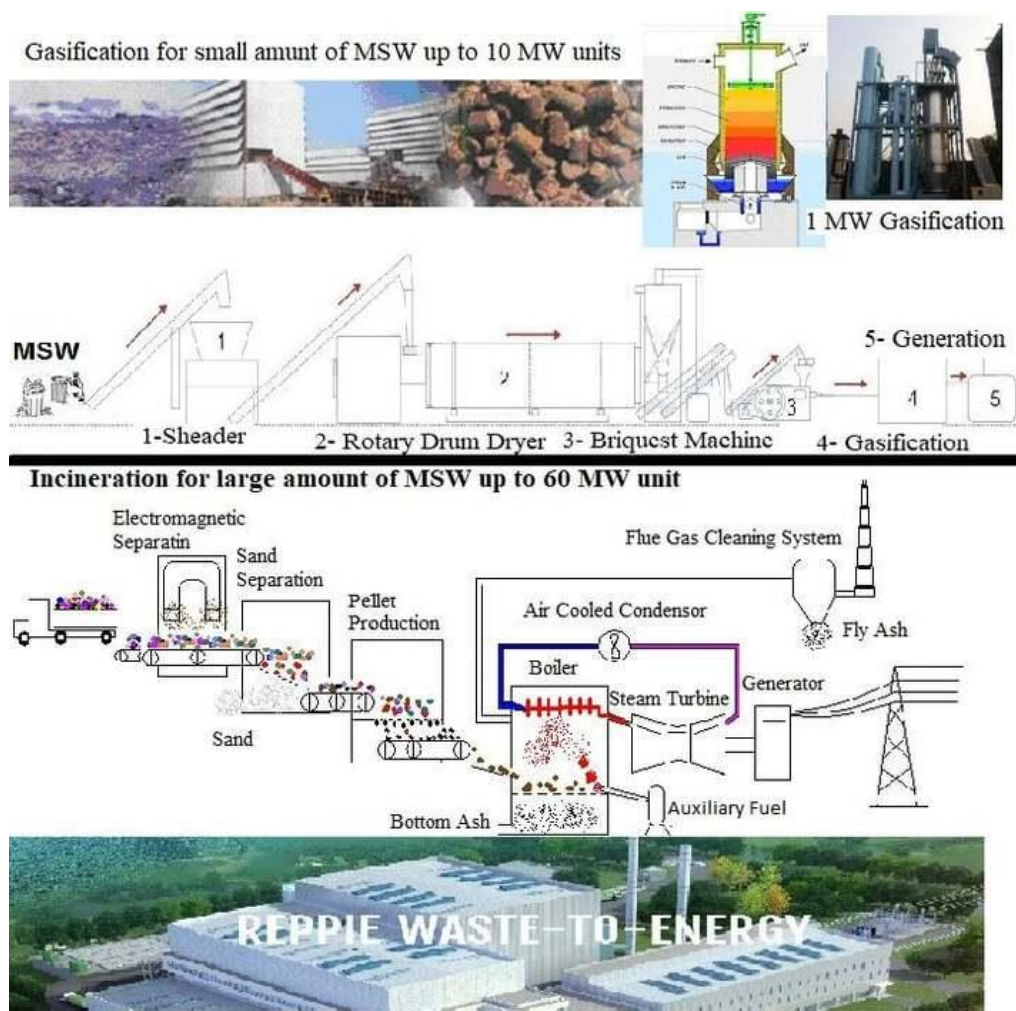 Gasification for small amunt of MSW up to 10 MW units
1 MW Gasification
MSW
1
2
3
4
5
5- Generation
1-Sheader
2- Rotary Drum Dryer
3- Briquest Machine
4- Gasification
Incineration for large amount of MSW up to 60 MW unit
Electromagnetic
Separatin
Sand
Separation
Pellet
Production
Sand
Flue Gas Cleaning System
Fly Ash
Air Cooled Condensor
Boiler
Steam Turbine
Generator
Auxiliary Fuel
Bottom Ash
REPPIE WASTE-TO-ENERGY